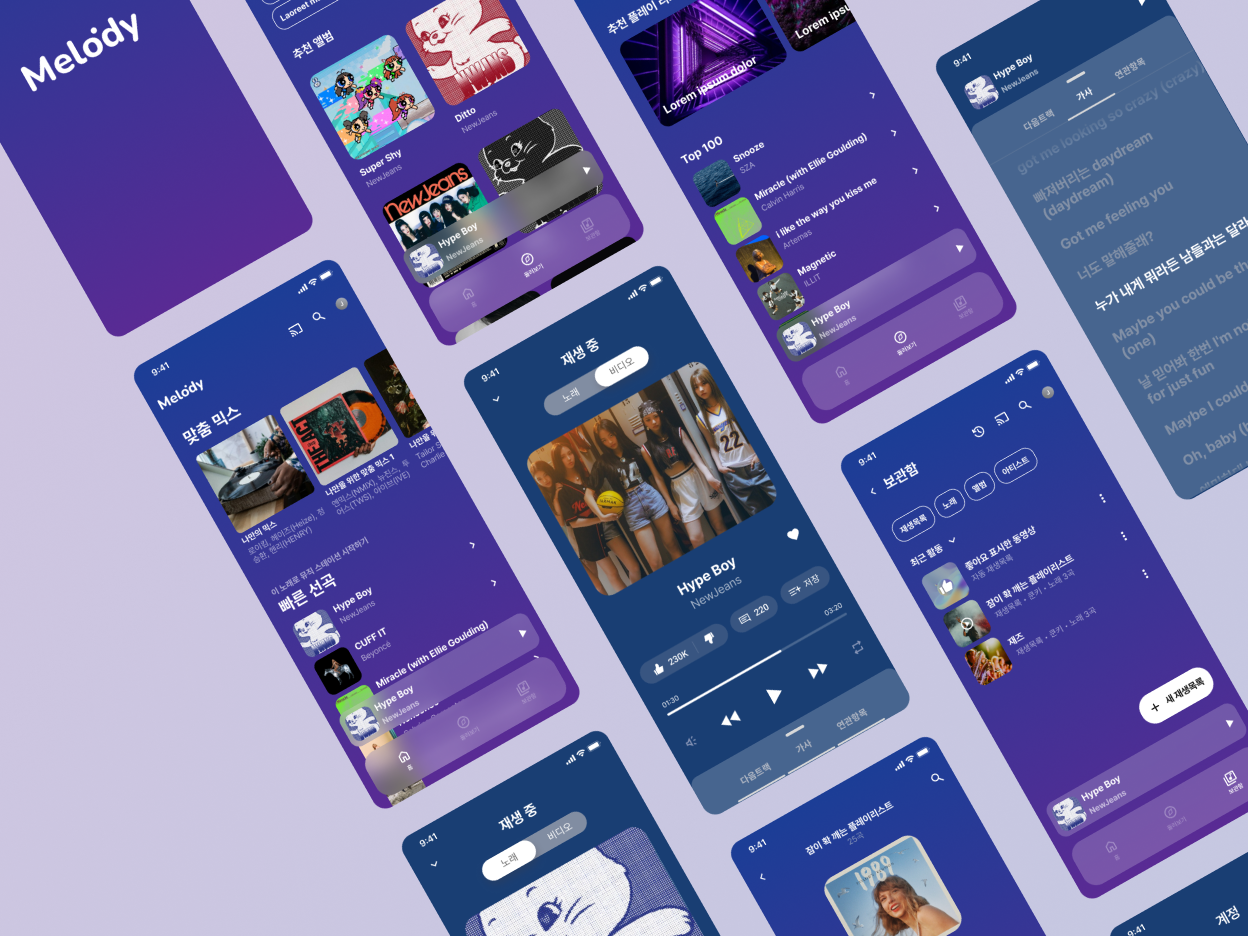 Melody
Laoreet m
추천 앨범
Super Shy
NewJeans
Ditto
NewJeans
NewJeans
Hype Boy
NewJeans
홈
둘러보기
보관함
추천 플레이 리
Lorem ipsum dolor
Lorem ips
Top 100
Snooze
SZA
Miracle (with Ellie Goulding)
Calvin Harris
i like the way you kiss me
Artemas
Magnetic
ILLIT
Hype Boy
NewJeans
홈
둘러보기
보관함
9:41
Hype Boy
NewJeans
다음트랙
가사
연관항목
got me looking so crazy (crazy)
빠져버리는 daydream
(daydream)
Got me feeling you
너도 말해줄래?
누가 내게 뭐라든 남들과는 달라
Maybe you could be th
(one)
날 믿어봐 한번 I'm no
for just fun
Maybe I could
Oh, baby (b
9:41
Melody
맞춤 믹스
나만의 믹스
로이킴, 헤이즈(Heize), 정
승환, 헨리(HENRY)
나만을 위한 맞춤 믹스 1
엔믹스(NMIX), 뉴진스, 투
어스(TWS), 아이브(IVE)
나만을
Tailor S
Charlie
이 노래로 뮤직 스테이션 시작하기
빠른 선곡
Hype Boy
NewJeans
CUFF IT
Beyoncé
Miracle (with Ellie Goulding)
Hype Boy
NewJeans
홈
둘러보기
보관함
9:41
재생 중
노래
비디오
22
Hype Boy
NewJeans
230K
220
저장
01:30
03:20
다음트랙
가사
연관항목
9:41
보관함
재생목록
노래
앨범
아티스트
최근 활동
좋아요 표시한 동영상
자동 재생목록
잠이 확 깨는 플레이리스트
재생목록 • 쿤키 • 노래 3곡
재즈
재생목록 • 쿤키 • 노래 3곡
+ 새 재생목록
Hype Boy
NewJeans
홈
둘러보기
보관함
9:41
재생 중
노래
비디오
9:41
잠이 확 깨는 플레이리스트
25곡
1989
9:41
계정